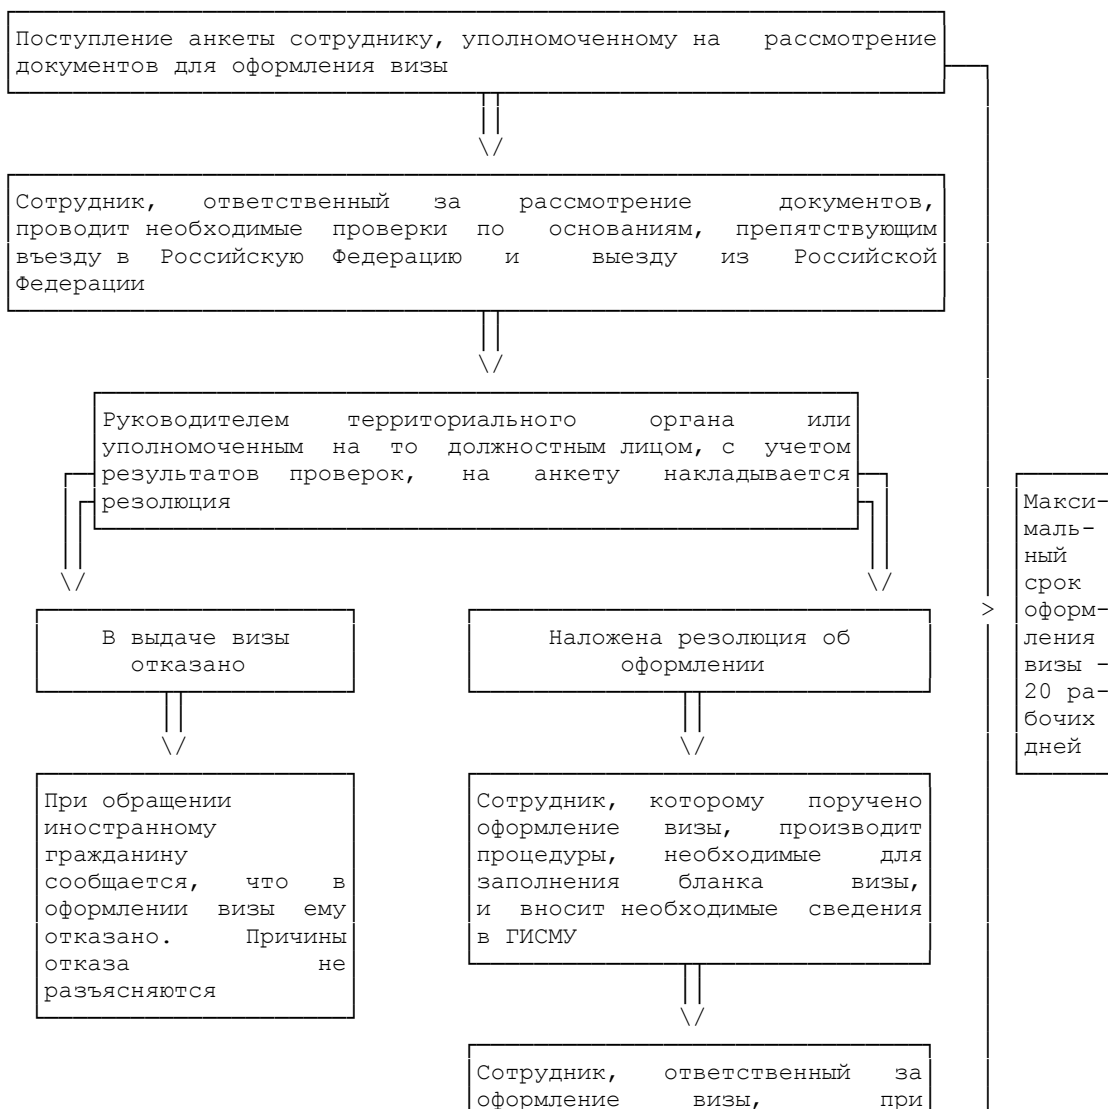 Поступление анкеты сотруднику, уполномоченному на рассмотрение
документов для оформления визы
Сотрудник, ответственный за рассмотрение документов,
проводит необходимые проверки по основаниям, препятствующим
въезду в Российскую Федерацию и выезду из Российской
Федерации
Руководителем территориального органа или
уполномоченным на то должностным лицом, с учетом
результатов проверок, на анкету накладывается
резолюция
Макси-
маль-
ный
срок
оформ-
ления
визы -
20 ра-
бочих
дней
В выдаче визы
отказано
Наложена резолюция об
оформлении
При обращении
иностранному
гражданину
сообщается, что в
оформлении визы ему
отказано. Причины
отказа не
разъясняются
Сотрудник, которому поручено
оформление визы, производит
процедуры, необходимые для
заполнения бланка визы,
и вносит необходимые сведения
в ГИСМУ
Сотрудник, ответственный за
оформление визы, при